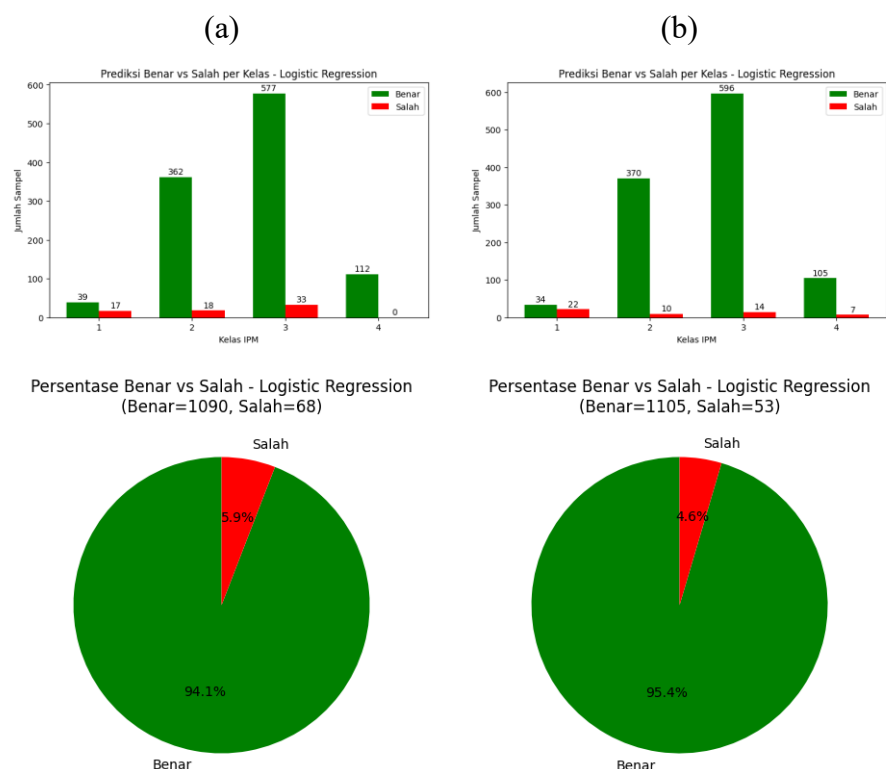 (a)
(b)
Prediksi Benar vs Salah per Kelas - Logistic Regression
Benar
Salah
Jumlah Sampel
600
500
400
300
200
100
0
39
17
362
18
577
33
112
0
1
2
3
4
Kelas IPM
Prediksi Benar vs Salah per Kelas - Logistic Regression
Benar
Salah
Jumlah Sampel
600
500
400
300
200
100
0
34
22
370
10
596
14
105
7
1
2
3
4
Kelas IPM
Persentase Benar vs Salah - Logistic Regression
(Benar=1090, Salah=68)
Salah
5.9%
94.1%
Benar
Persentase Benar vs Salah - Logistic Regression
(Benar=1105, Salah=53)
Salah
4.6%
95.4%
Benar